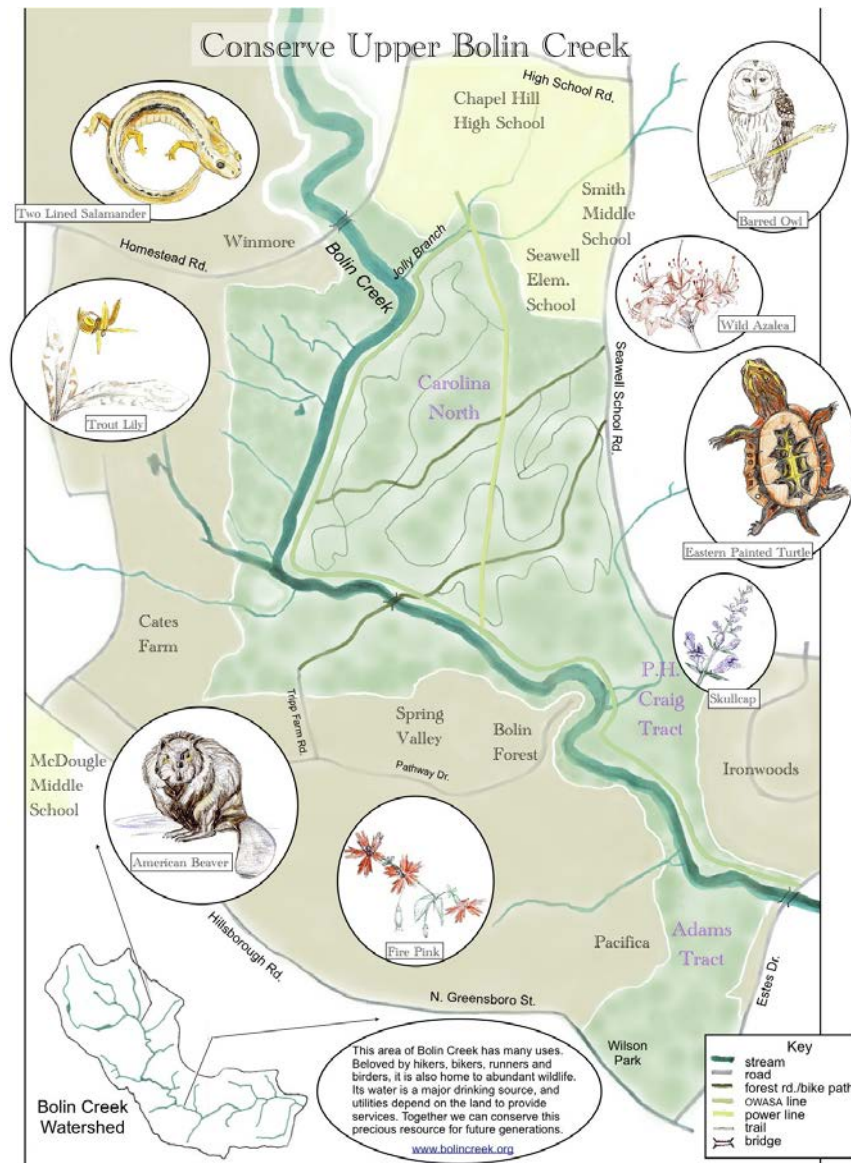 Conserve Upper Bolin Creek
High School Rd.
Chapel Hill
High School
Two Lined Salamander
Barred Owl
Smith
Middle
School
Winmore
Homestead Rd.
Bolin Creek
Jolly Branch
Seawell
Elem.
School
Wild Azalea
Trout Lily
Carolina
North
Seawell School Rd.
Eastern Painted Turtle
Cates
Farm
P.H.
Craig
Tract
Skullcap
Tripp Farm Rd.
Spring
Valley
Bolin
Forest
Ironwoods
McDougle
Middle
School
Pathway Dr.
American Beaver
Fire Pink
Hillsborough Rd.
Pacifica
Adams
Tract
Estes Dr.
N. Greensboro St.
Wilson
Park
Bolin Creek
Watershed
This area of Bolin Creek has many uses.
Beloved by hikers, bikers, runners and
birders, it is also home to abundant wildlife.
Its water is a major drinking source, and
utilities depend on the land to provide
services. Together we can conserve this
precious resource for future generations.
www.bolincreek.org
Key
stream
road
forest rd./bike path
OWASA line
power line
trail
bridge